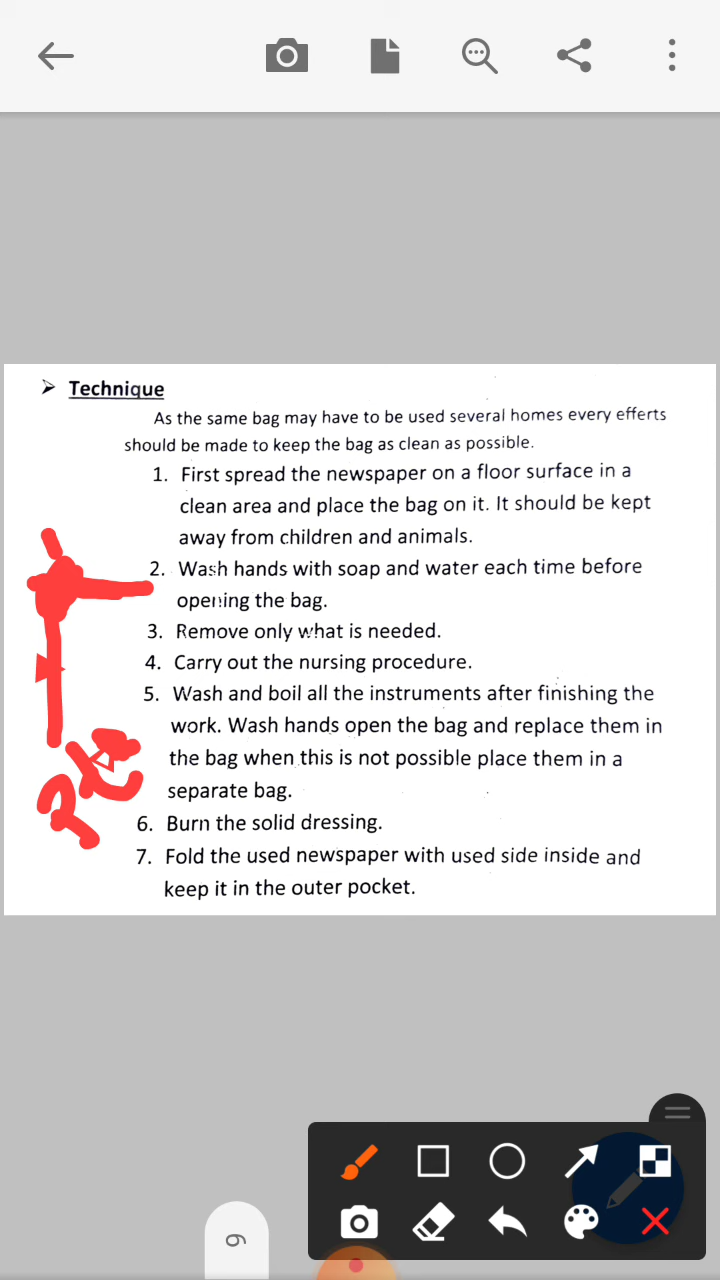 ➢ Technique
As the same bag may have to be used several homes every efferts
should be made to keep the bag as clean as possible.
1. First spread the newspaper on a floor surface in a
clean area and place the bag on it. It should be kept
away from children and animals.
2. Wash hands with soap and water each time before
opening the bag.
3. Remove only what is needed.
4. Carry out the nursing procedure.
5. Wash and boil all the instruments after finishing the
work. Wash hands open the bag and replace them in
the bag when this is not possible place them in a
separate bag.
6. Burn the solid dressing.
7. Fold the used newspaper with used side inside and
keep it in the outer pocket.
6